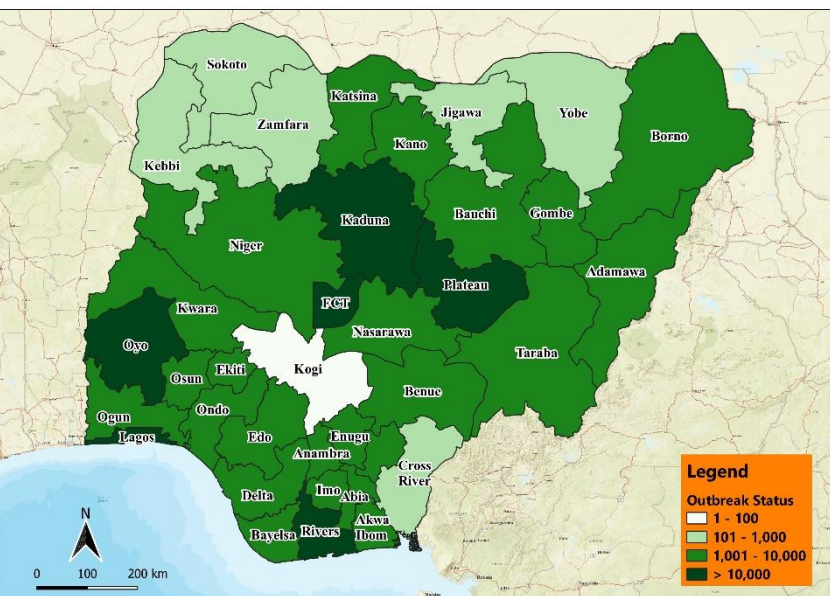 Sokoto
Katsina
Jigawa
Yobe
Zamfara
Borno
Kano
Kebbi
Kaduna
Bauchi
Gombe
Niger
Adamawa
Plateau
FCT
Kwara
Nasarawa
Oyo
Taraba
Kogi
Osun
Ekiti
Benue
Ogun
Ondo
Lagos
Edo
Enugu
Anambra
Cross
River
Delta
Imo
Abia
Akwa
Ibom
Bayelsa
Rivers
N
0 100 200 km
Legend
Outbreak Status
1 - 100
101 - 1,000
1,001 - 10,000
> 10,000